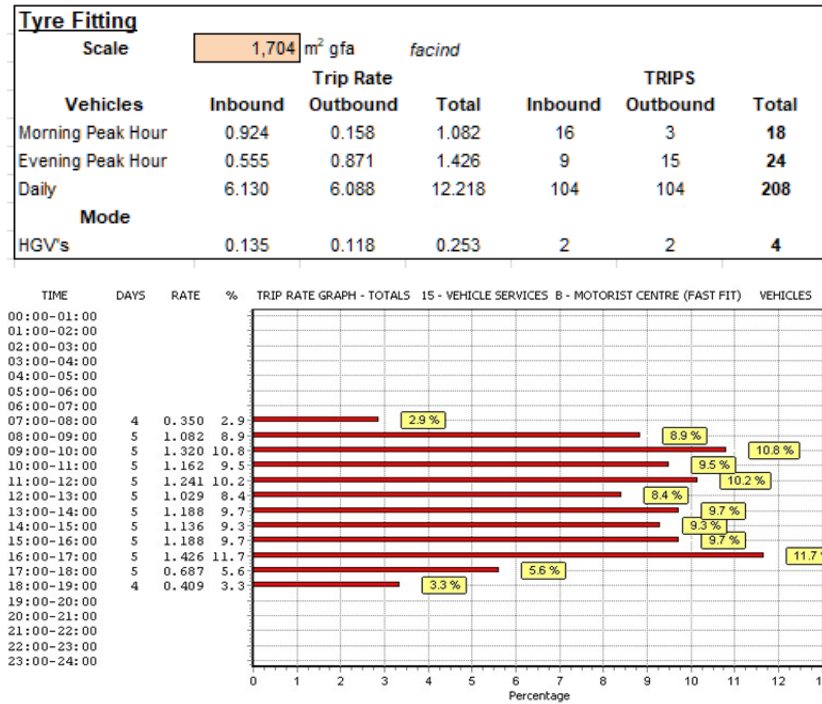 Tyre Fitting
Scale 1,704 m² gfa facind
Trip Rate TRIPS
Vehicles Inbound Outbound Total Inbound Outbound Total
Morning Peak Hour 0.924 0.158 1.082 16 3 18
Evening Peak Hour 0.555 0.871 1.426 9 15 24
Daily 6.130 6.088 12.218 104 104 208
Mode
HGV's 0.135 0.118 0.253 2 2 4
TIME DAYS RATE % TRIP RATE GRAPH - TOTALS 15 - VEHICLE SERVICES B - MOTORIST CENTRE (FAST FIT) VEHICLES
00:00-01:00
01:00-02:00
02:00-03:00
03:00-04:00
04:00-05:00
05:00-06:00
06:00-07:00
07:00-08:00 4 0.350 2.9 2.9 %
08:00-09:00 5 1.082 8.9 8.9 %
09:00-10:00 5 1.320 10.8 10.8 %
10:00-11:00 5 1.162 9.5 9.5 %
11:00-12:00 5 1.241 10.2 10.2 %
12:00-13:00 5 1.029 8.4 8.4 %
13:00-14:00 5 1.188 9.7 9.7 %
14:00-15:00 5 1.136 9.3 9.3 %
15:00-16:00 5 1.188 9.7 9.7 %
16:00-17:00 5 1.426 11.7 11.7
17:00-18:00 5 0.687 5.6 5.6 %
18:00-19:00 4 0.409 3.3 3.3 %
19:00-20:00
20:00-21:00
21:00-22:00
22:00-23:00
23:00-24:00
0 1 2 3 4 5 6 7 8 9 10 11 12
Percentage